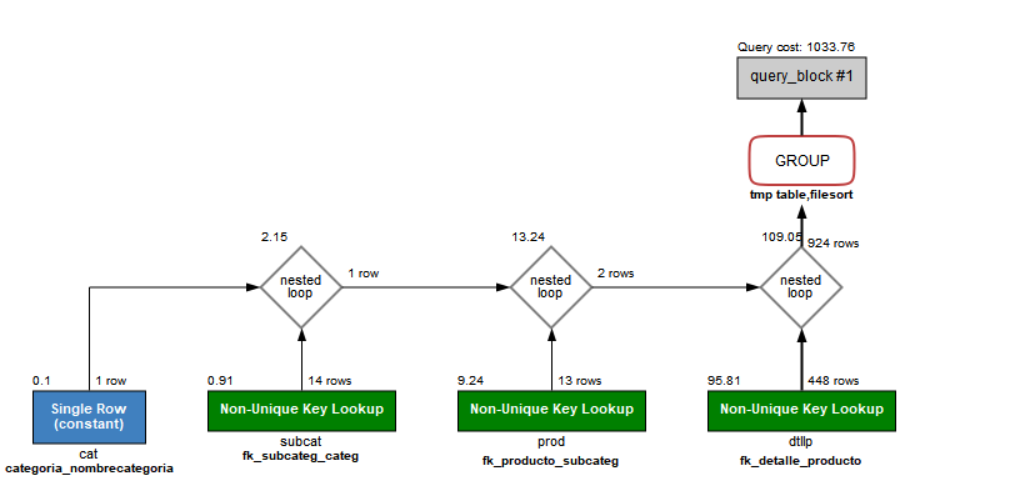 Query cost: 1033.76
query_block #1
GROUP
tmp table,filesort
2.15
13.24
109.05
924 rows
nested
loop
1 row
nested
loop
2 rows
nested
loop
0.1
1 row
0.91
14 rows
9.24
13 rows
95.81
448 rows
Single Row
(constant)
Non-Unique Key Lookup
Non-Unique Key Lookup
Non-Unique Key Lookup
cat
categoria_nombrecategoria
subcat
fk_subcateg_categ
prod
fk_producto_subcateg
dtllp
fk_detalle_producto